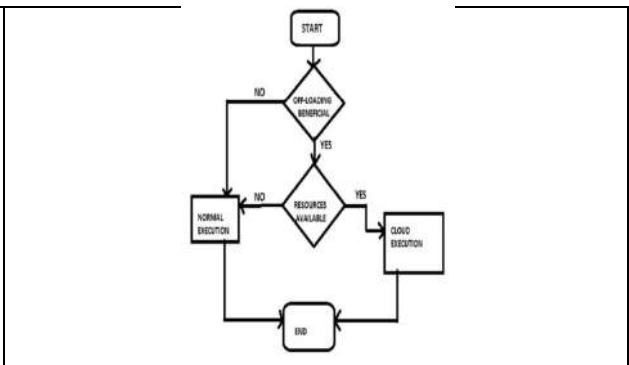 START
NO
OFF-LOADING
BENEFICIAL
YES
NO
RESOURCES
AVAILABLE
YES
NORMAL
EXECUTION
CLOUD
EXECUTION
END